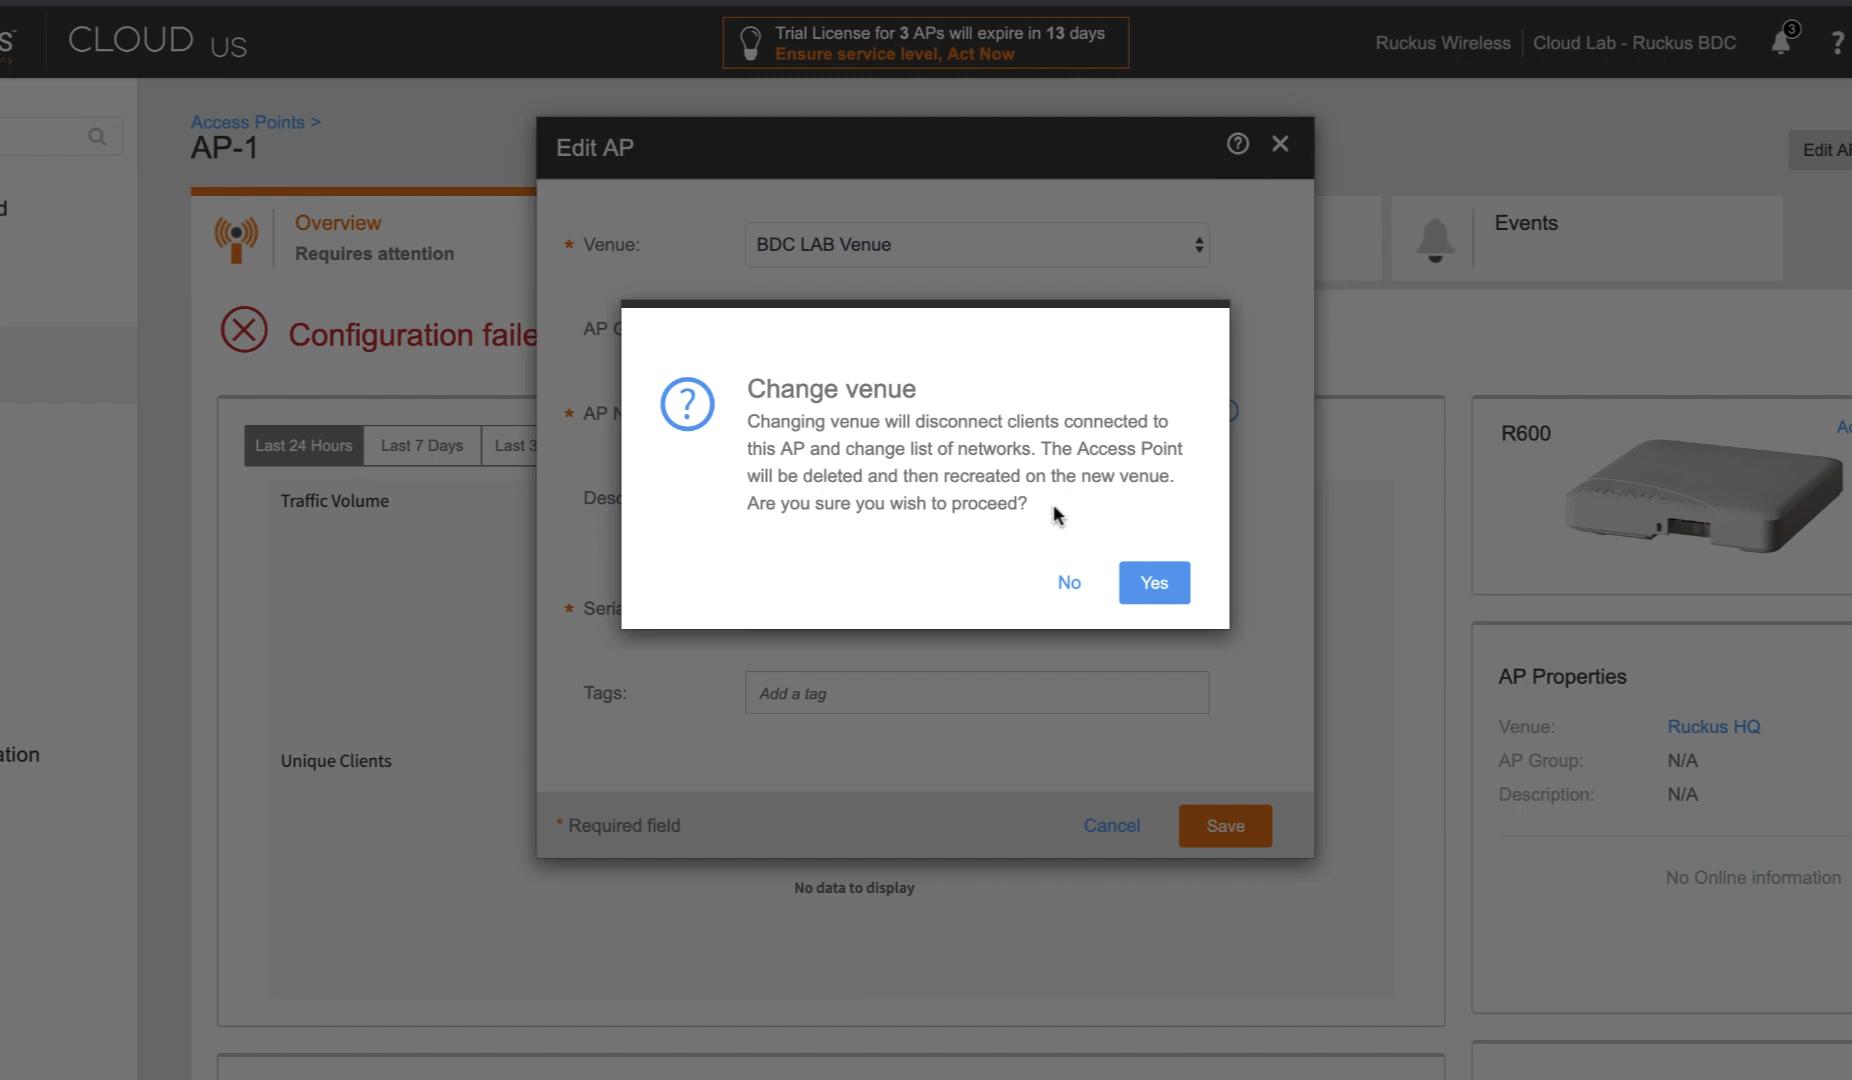 CLOUD US
Trial License for 3 APs will expire in 13 days
Ensure service level, Act Now
Ruckus Wireless
Cloud Lab - Ruckus BDC
3
?
Access Points >
AP-1
Edit AP
?
Overview
Requires attention
* Venue:
BDC LAB Venue
Events
Configuration faile
AP G
Change venue
Changing venue will disconnect clients connected to
this AP and change list of networks. The Access Point
will be deleted and then recreated on the new venue.
Are you sure you wish to proceed?
?
* AP N
R600
Last 24 Hours
Last 7 Days
Last 3
Traffic Volume
Desc
No
Yes
* Seria
Tags:
Add a tag
AP Properties
Venue:
Ruckus HQ
AP Group:
N/A
Description:
N/A
ation
Unique Clients
* Required field
Cancel
Save
No data to display
No Online information